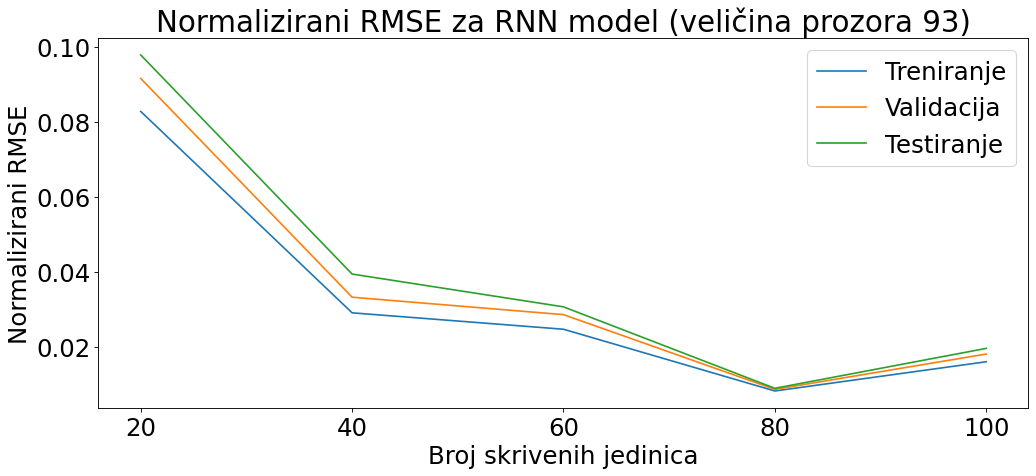 Normalizirani RMSE za RNN model (veličina prozora 93)
Normalizirani RMSE
0.10
0.08
0.06
0.04
0.02
Treniranje
Validacija
Testiranje
20 40 60 80 100
Broj skrivenih jedinica